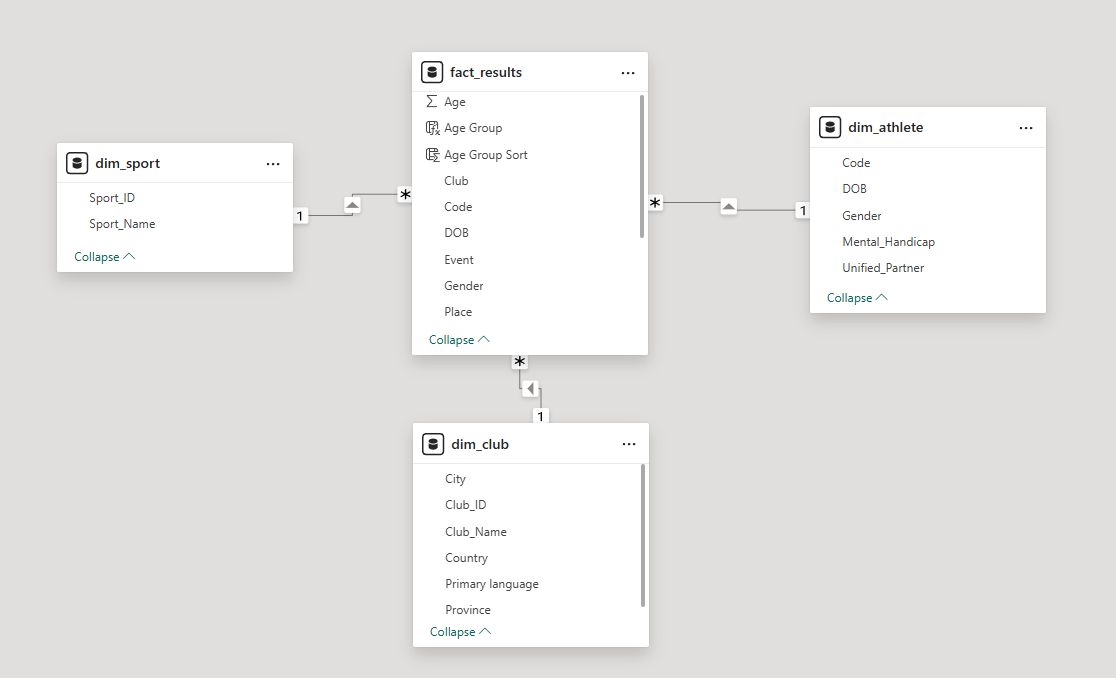 fact_results
Age
Age Group
Age Group Sort
Club
Code
DOB
Event
Gender
Place
Collapse
dim_sport
Sport_ID
Sport_Name
Collapse
dim_athlete
Code
DOB
Gender
Mental_Handicap
Unified_Partner
Collapse
1
*
*
1
*
1
dim_club
City
Club_ID
Club_Name
Country
Primary language
Province
Collapse